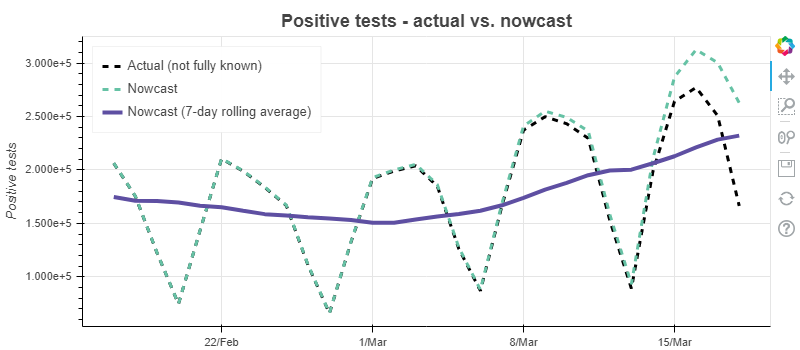 Positive tests - actual vs. nowcast
Actual (not fully known)
Nowcast
Nowcast (7-day rolling average)
Positive tests
3.000e+5
2.500e+5
2.000e+5
1.500e+5
1.000e+5
22/Feb
1/Mar
8/Mar
15/Mar